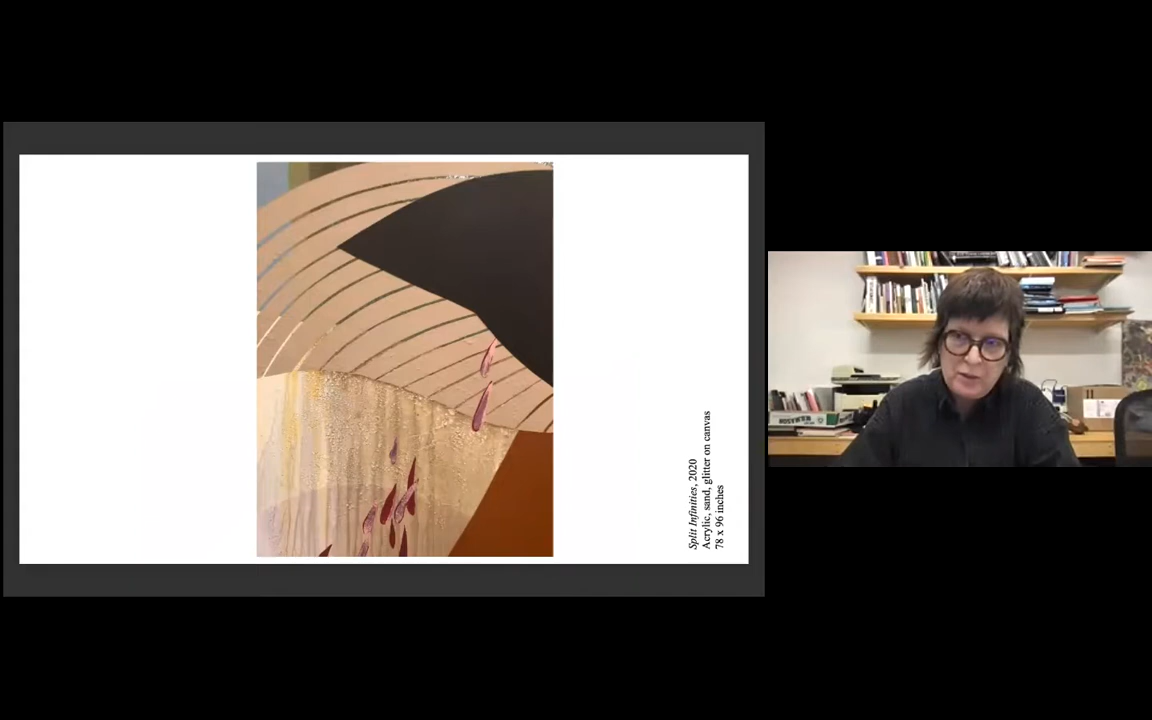 Split Infinities, 2020
Acrylic, sand, glitter on canvas
78 x 96 inches